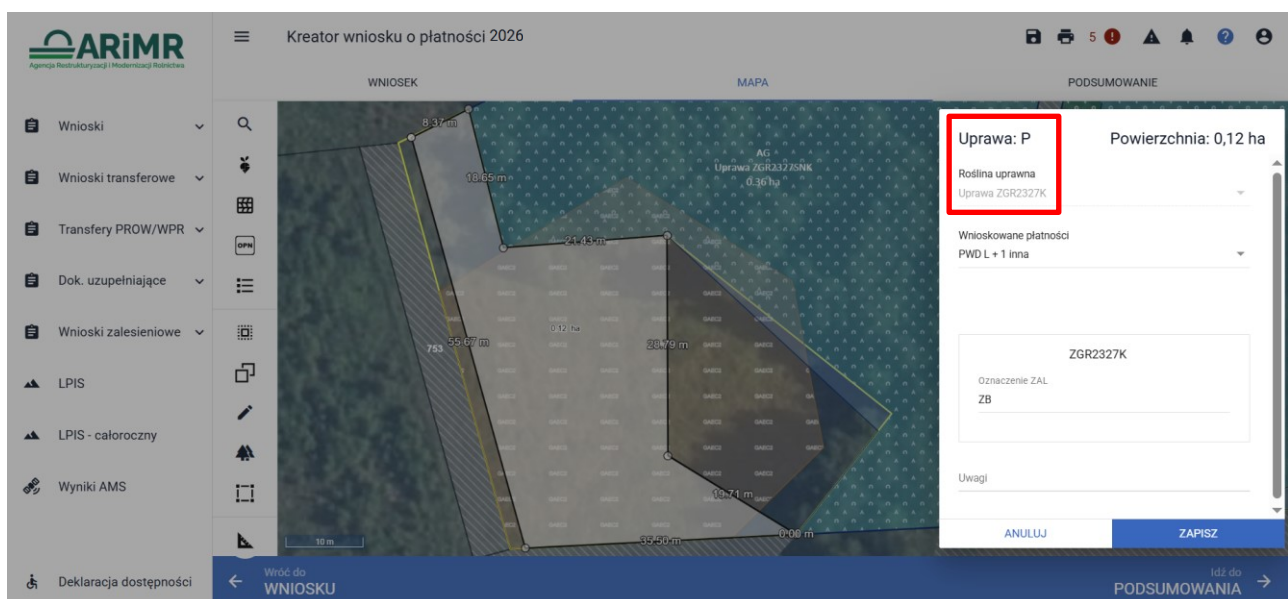 ARiMR
Agencja Restrukturyzacji i Modernizacji Rolnictwa
Kreator wniosku o płatności 2026
5
WNIOSEK
MAPA
PODSUMOWANIE
Wnioski
Wnioski transferowe
Transfery PROW/WPR
Dok. uzupełniające
Wnioski zalesieniowe
LPIS
LPIS - całoroczny
Wyniki AMS
Deklaracja dostępności
OPN
8.37 m
18.65 m
AG
Uprawa ZGR2327SNK
0.36 ha
21.43 m
0.12 ha
753
55.67 m
28.79 m
19.71 m
0.00 m
35.50 m
10 m
Uprawa: P
Powierzchnia: 0,12 ha
Roślina uprawna
Uprawa ZGR2327K
Wnioskowane płatności
PWD L + 1 inna
ZGR2327K
Oznaczenie ZAL
ZB
Uwagi
ANULUJ
ZAPISZ
Wróć do
WNIOSKU
Idź do
PODSUMOWANIA